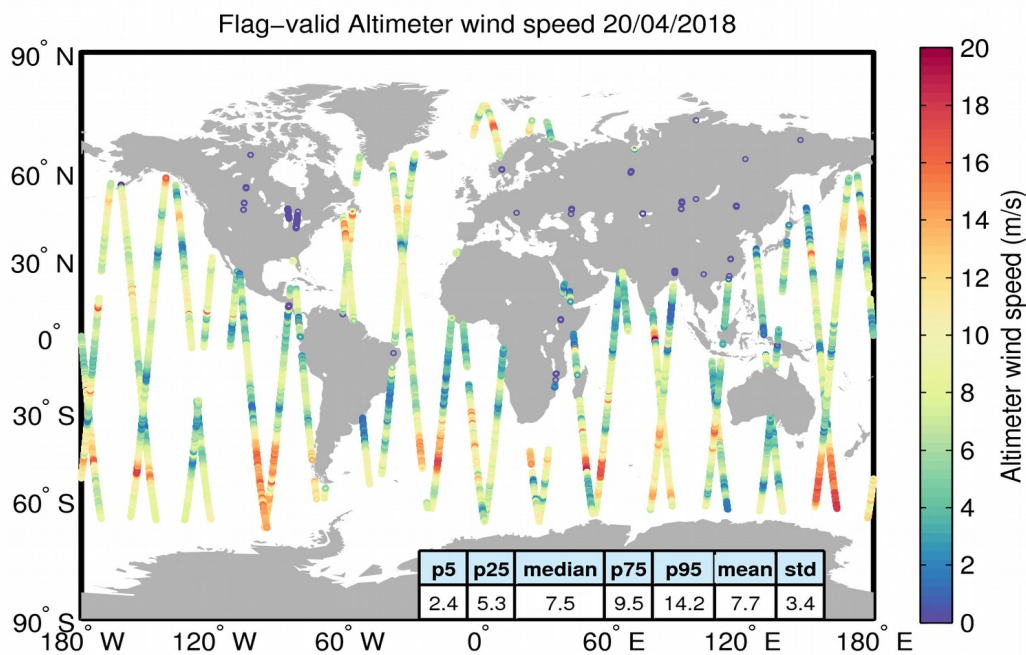 Flag-valid Altimeter wind speed 20/04/2018
90° N
60° N
30° N
0°
30° S
60° S
90° S
180° W 120° W 60° W 0° 60° E 120° E 180° E
p5 p25 median p75 p95 mean std
2.4 5.3 7.5 9.5 14.2 7.7 3.4
20
18
16
14
12
10
8
6
4
2
0
Altimeter wind speed (m/s)